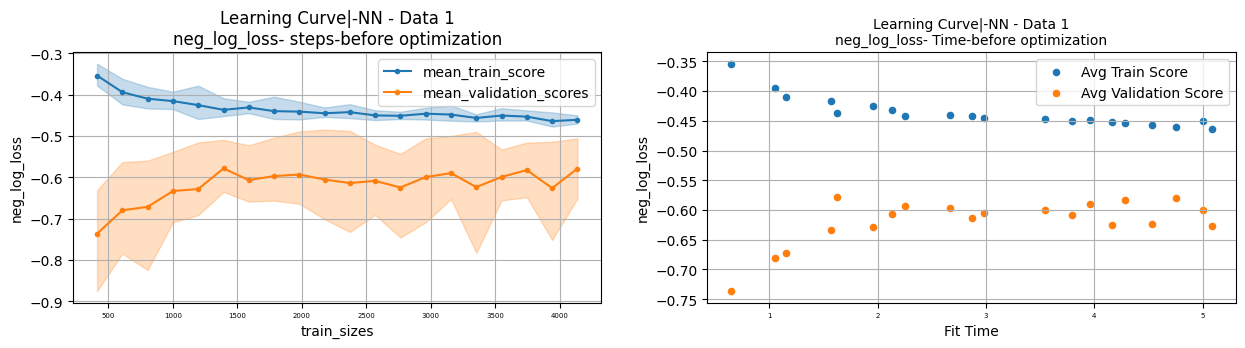 Learning Curve|-NN - Data 1
neg_log_loss- steps-before optimization
neg_log_loss
−0.3
−0.4
−0.5
−0.6
−0.7
−0.8
−0.9
mean_train_score
mean_validation_scores
500 1000 1500 2000 2500 3000 3500 4000
train_sizes
Learning Curve|-NN - Data 1
neg_log_loss- Time-before optimization
neg_log_loss
−0.35
−0.40
−0.45
−0.50
−0.55
−0.60
−0.65
−0.70
−0.75
Avg Train Score
Avg Validation Score
1 2 3 4 5
Fit Time